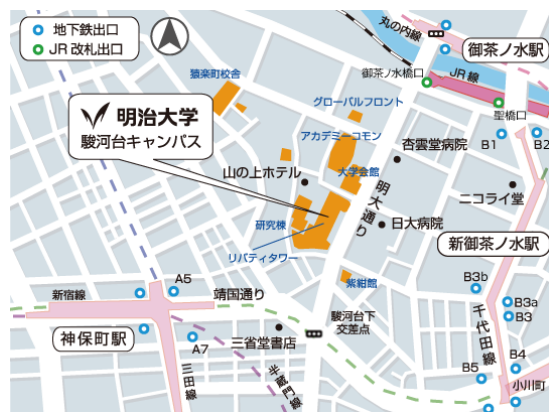 地下鉄出口
JR 改札出口
丸の内線
御茶ノ水駅
御茶ノ水橋口
JR 線
聖橋口
猿楽町校舎
グローバルフロント
明治大学
駿河台キャンパス
アカデミーコモン
杏雲堂病院
B1
B2
山の上ホテル
大学会館
明大通り
ニコライ堂
研究棟
日大病院
リバティタワー
新御茶ノ水駅
紫紺館
B3b
新宿線
A5
靖国通り
駿河台下
交差点
千代田線
B3a
B3
神保町駅
A7
三省堂書店
三田線
半蔵門線
B4
B5
小川町